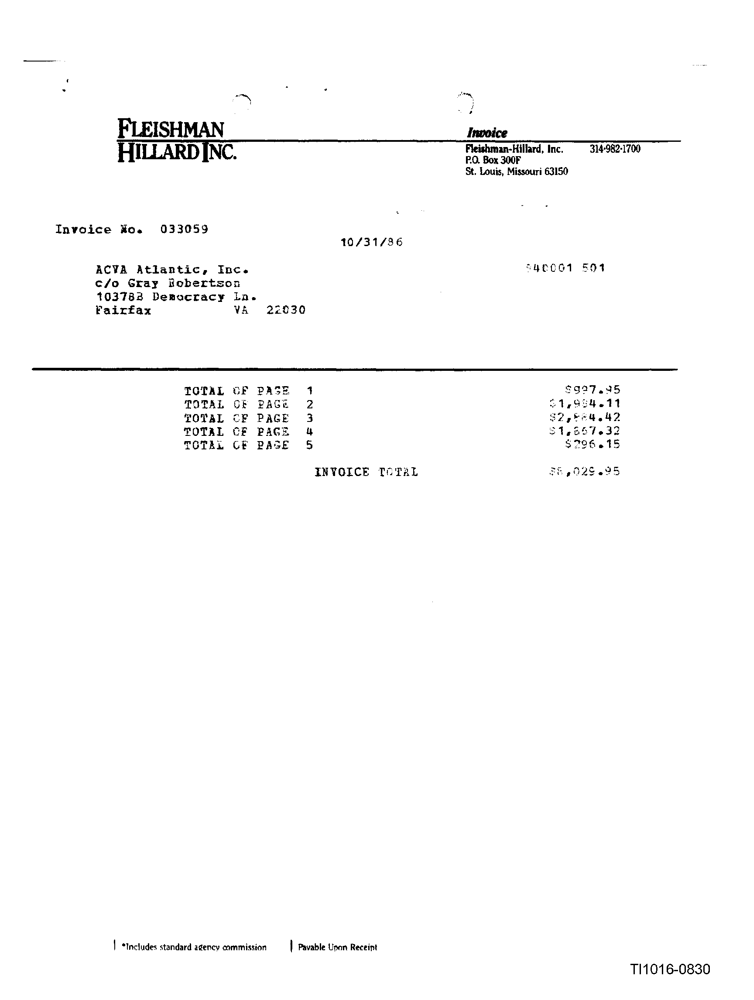 FLEISHMAN
HILLARD INC.
Invoice
Fleishman-Hillard, Inc. 314-982-1700
P.O. Box 300F
St. Louis, Missouri 63150
Invoice No. 033059
10/31/86
ACVA Atlantic, Inc.
c/o Gray Robertson
10378B Democracy Ln.
Fairfax VA 22030
501
TOTAL OF PAGE 1 $997.95
TOTAL OF PAGE 2 $1,984.11
TOTAL OF PAGE 3 $2,884.42
TOTAL OF PAGE 4 $1,867.32
TOTAL OF PAGE 5 $296.15
INVOICE TOTAL $8,029.95
*Includes standard agency commission
Payable Upon Receipt
TI1016-0830